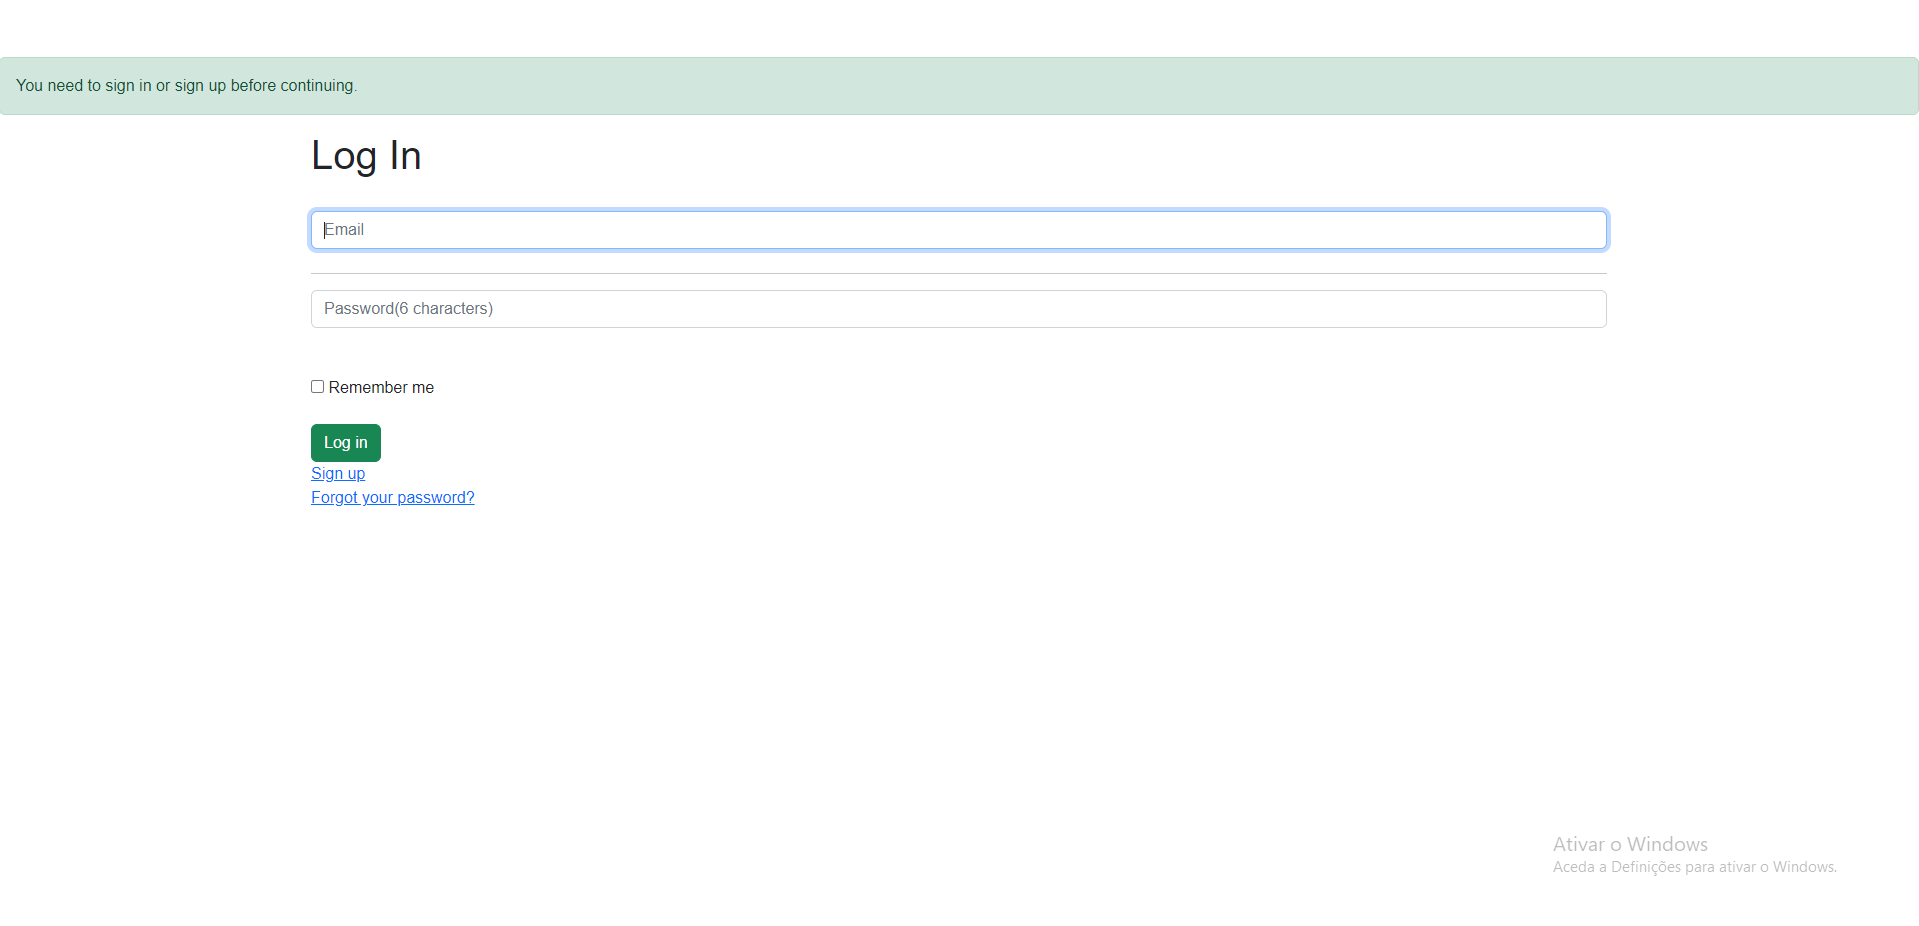 You need to sign in or sign up before continuing.
Log In
Email
Password(6 characters)
Remember me
Log in
Sign up
Forgot your password?
Ativar o Windows
Aceda a Definições para ativar o Windows.